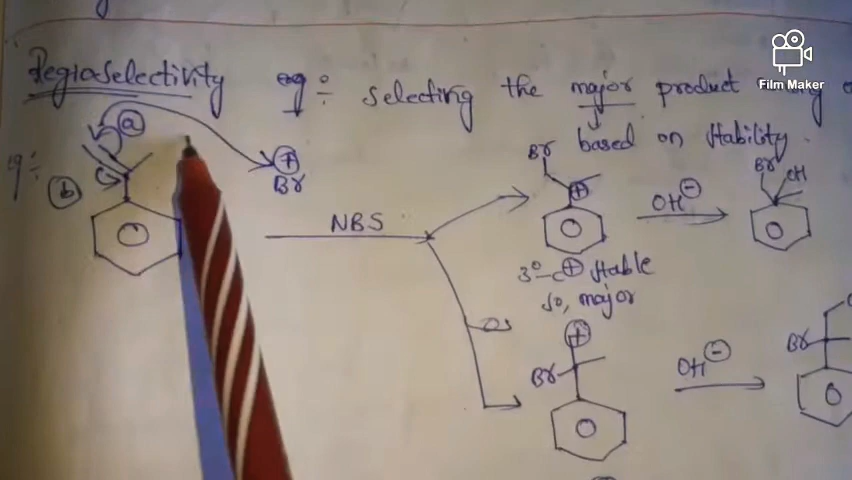 Regioselectivity eg:- selecting the major product among
based on stability.
eg:-
a
+
Br
b
NBS
Br
+
OH⊖
Br
OH
3°-C⊕ stable
so, major
+
Br
OH⊖
Br
Film Maker